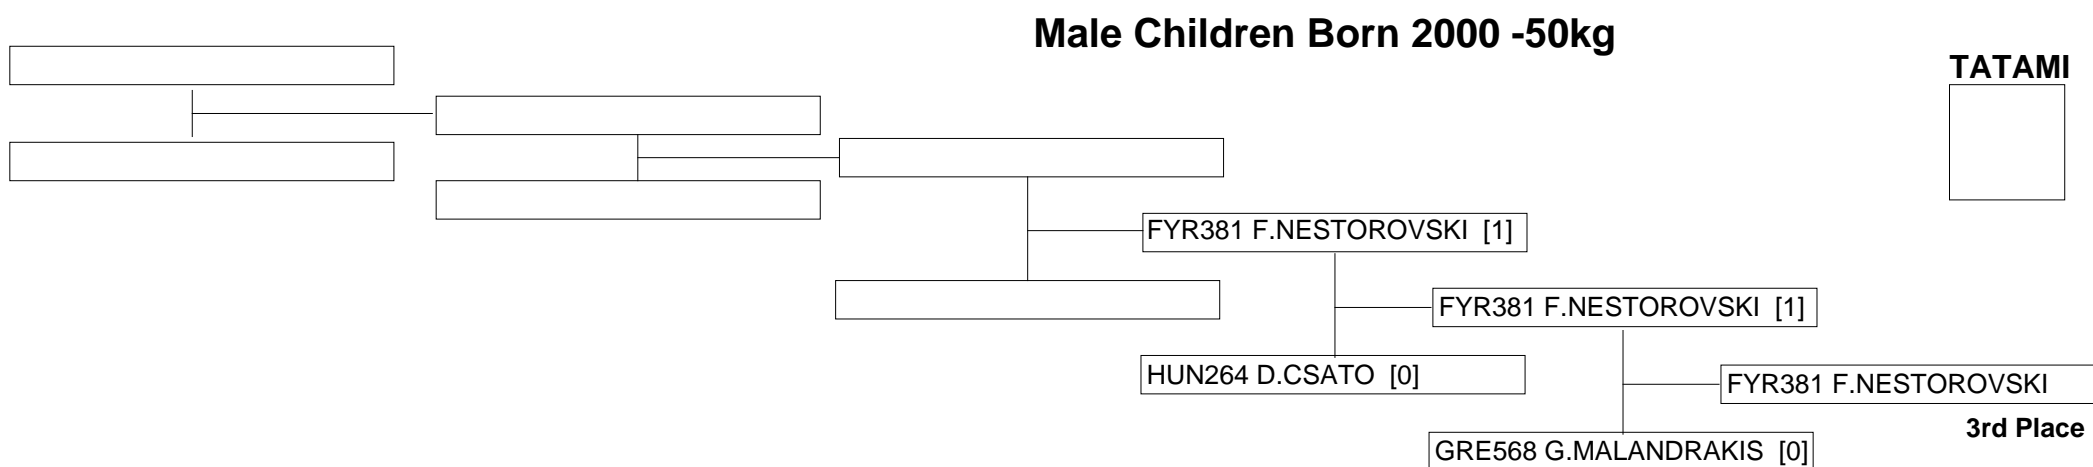 Male Children Born 2000 -50kg
TATAMI
FYR381 F.NESTOROVSKI [1]
FYR381 F.NESTOROVSKI [1]
HUN264 D.CSATO [0]
FYR381 F.NESTOROVSKI
3rd Place
GRE568 G.MALANDRAKIS [0]